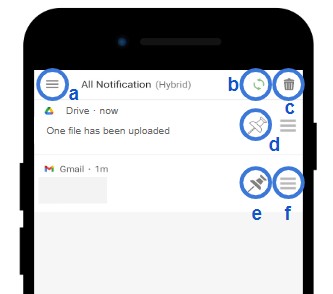 All Notification (Hybrid)
a
b
c
Drive · now
One file has been uploaded
d
Gmail · 1m
e
f